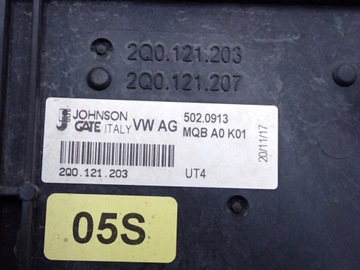 2Q0.121.203
2Q0.121.207
JOHNSON
GATE ITALY VW AG
502.0913
MQB A0 K01
20/11/17
2Q0.121.203
UT4
05S